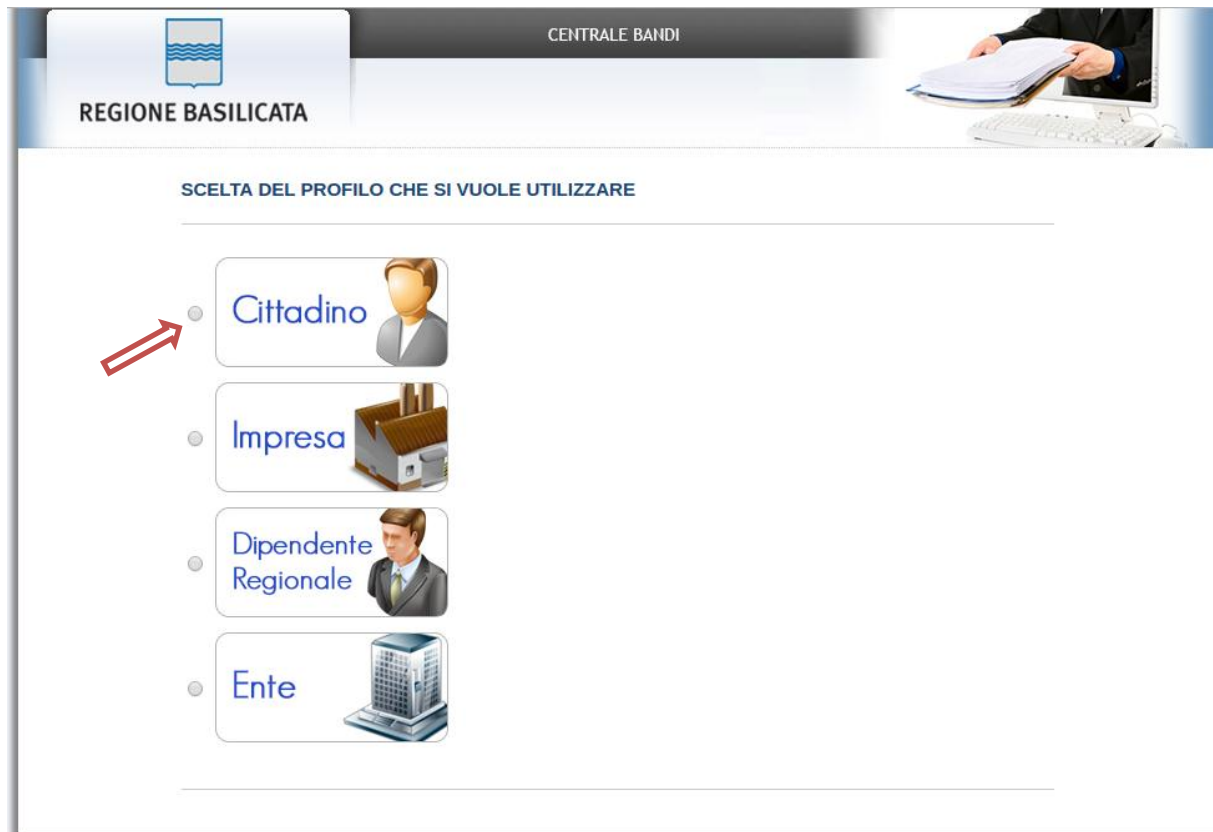 CENTRALE BANDI
REGIONE BASILICATA
SCELTA DEL PROFILO CHE SI VUOLE UTILIZZARE
Cittadino
Impresa
Dipendente
Regionale
Ente